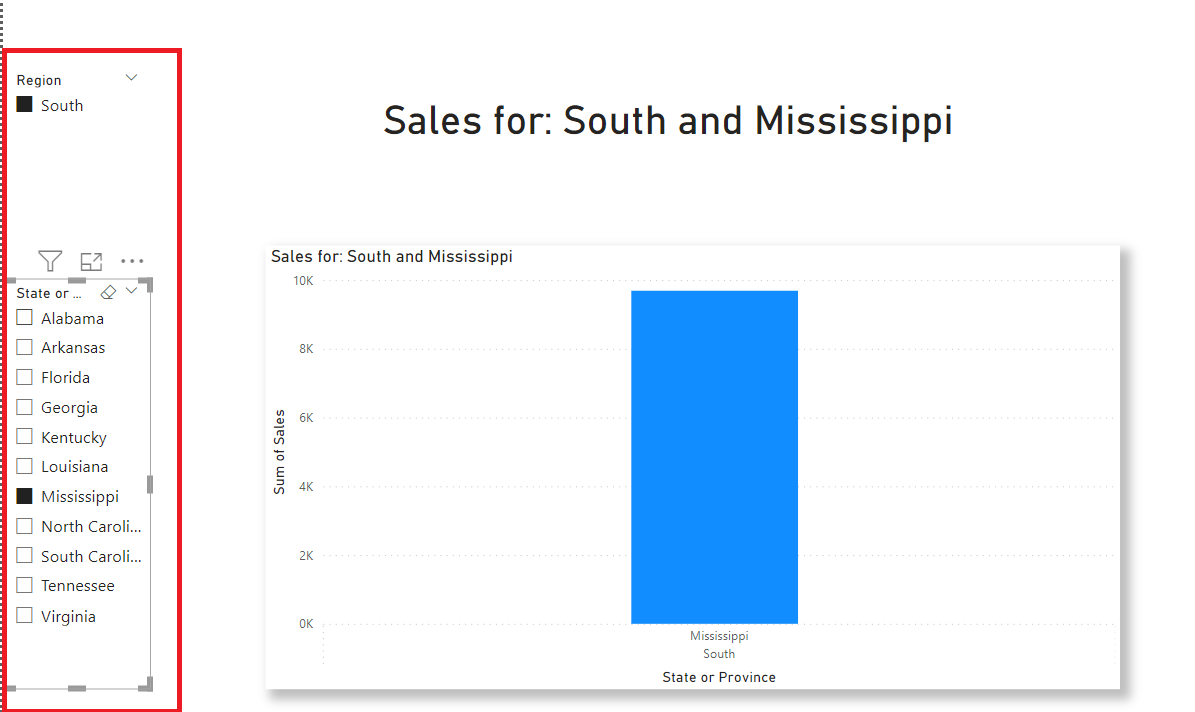 Region
South
Sales for: South and Mississippi
State or ...
Alabama
Arkansas
Florida
Georgia
Kentucky
Louisiana
Mississippi
North Caroli...
South Caroli...
Tennessee
Virginia
Sales for: South and Mississippi
10K
8K
6K
4K
2K
0K
Sum of Sales
Mississippi
South
State or Province